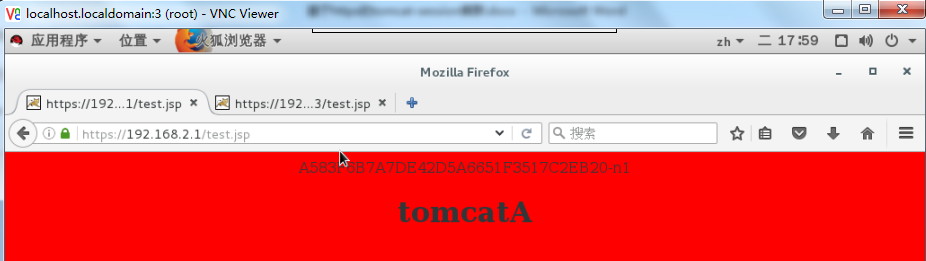 localhost.localdomain:3 (root) - VNC Viewer
应用程序 位置 火狐浏览器 zh 二 17:59
Mozilla Firefox
https://192...1/test.jsp https://192...3/test.jsp
https://192.168.2.1/test.jsp 搜索
tomcatA